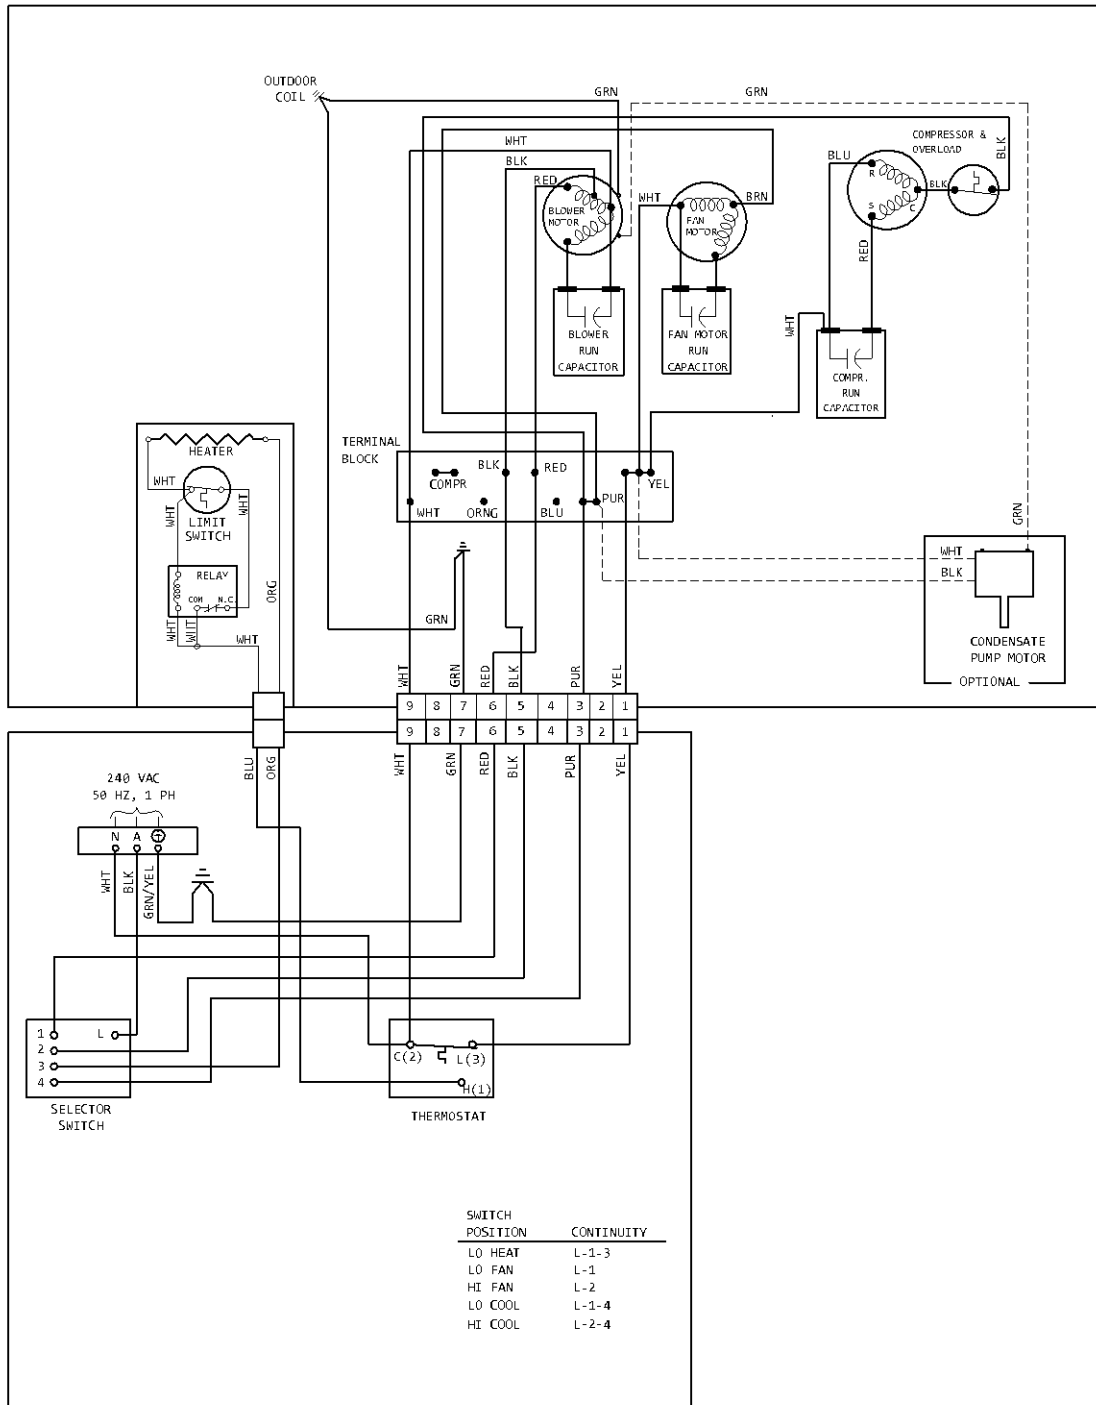 OUTDOOR
COIL
GRN
GRN
WHT
BLK
RED
BLOWER
MOTOR
WHT
FAN
MOTOR
BRN
BLU
COMPRESSOR &
OVERLOAD
BLK
R
S
C
BLK
RED
WHT
BLOWER
RUN
CAPACITOR
FAN MOTOR
RUN
CAPACITOR
COMPR.
RUN
CAPACITOR
TERMINAL
BLOCK
COMPR
BLK
RED
YEL
WHT
ORNG
BLU
PUR
HEATER
WHT
WHT
WHT
LIMIT
SWITCH
RELAY
COM
N.C.
ORG
WHT
WHT
WHT
GRN
GRN
WHT
BLK
CONDENSATE
PUMP MOTOR
OPTIONAL
WHT
GRN
RED
BLK
PUR
YEL
9 8 7 6 5 4 3 2 1
9 8 7 6 5 4 3 2 1
BLU
ORG
WHT
GRN
RED
BLK
PUR
YEL
240 VAC
50 HZ, 1 PH
N A
WHT
BLK
GRN/YEL
1
L
2
3
4
SELECTOR
SWITCH
C(2)
L(3)
H(1)
THERMOSTAT
SWITCH
POSITION CONTINUITY
LO HEAT L-1-3
LO FAN L-1
HI FAN L-2
LO COOL L-1-4
HI COOL L-2-4